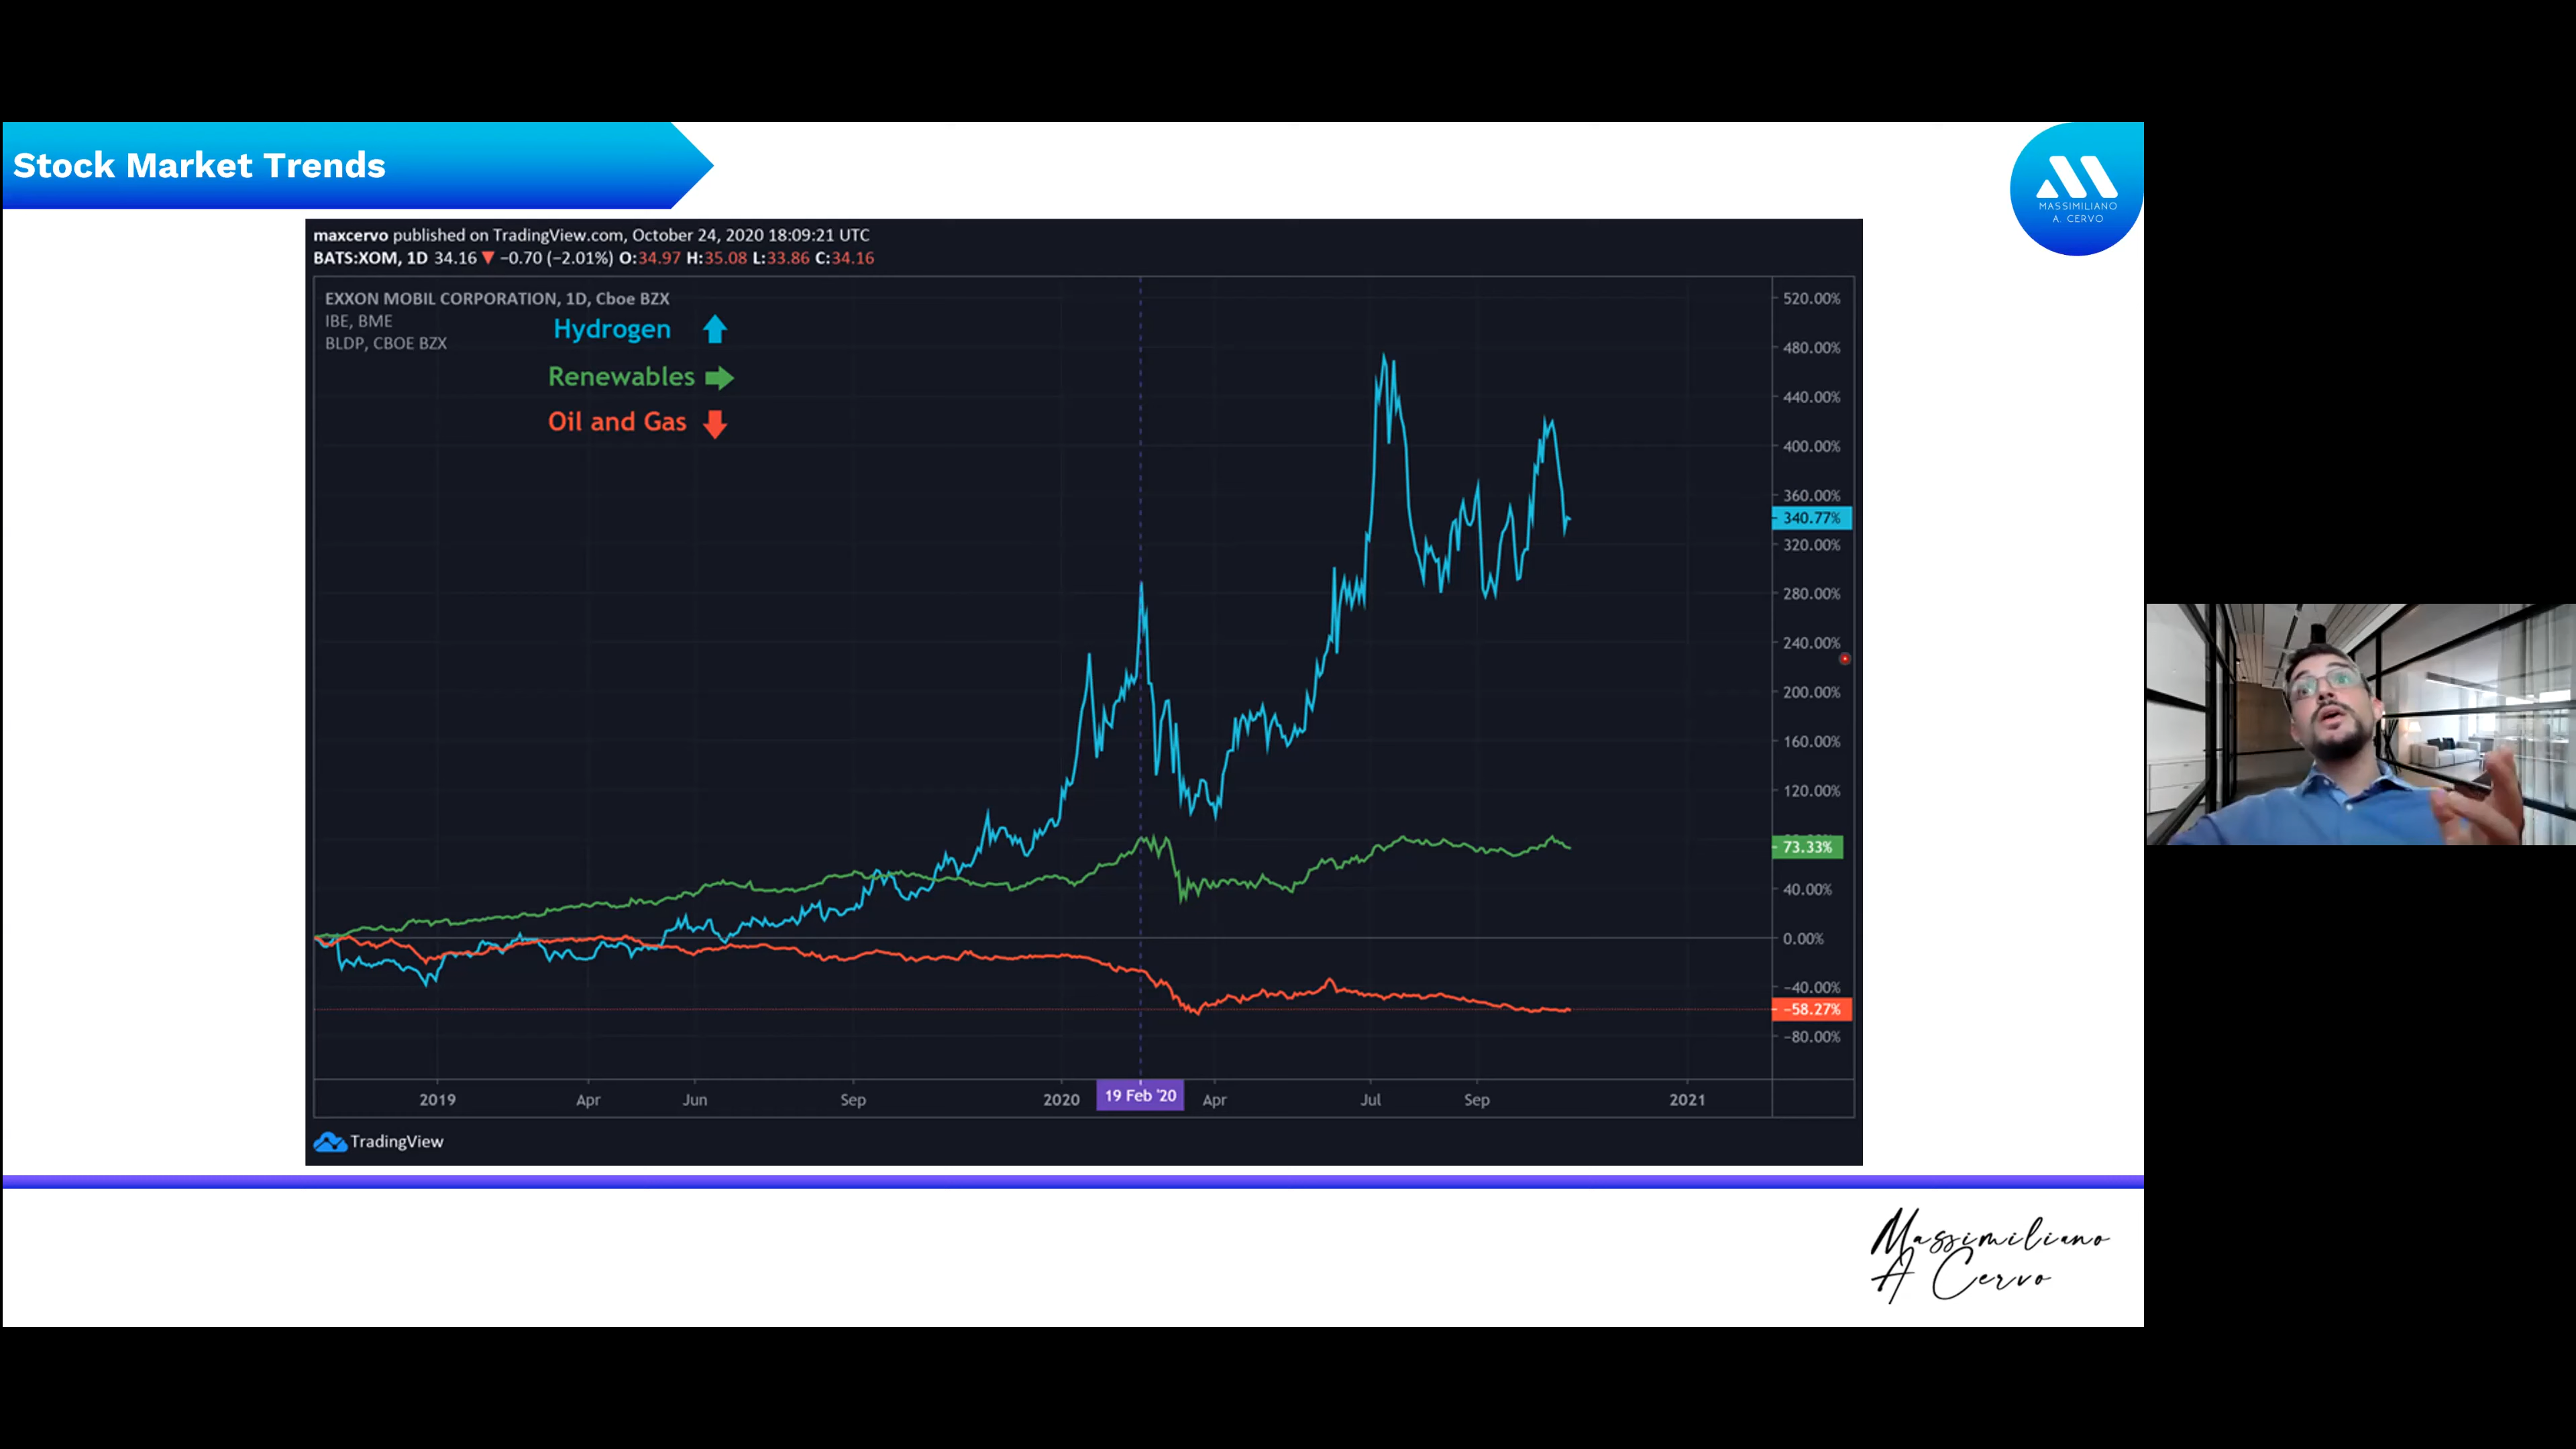 Stock Market Trends
MASSIMILIANO
A. CERVO
maxcervo published on TradingView.com, October 24, 2020 18:09:21 UTC
BATS:XOM, 1D 34.16 ▼ −0.70 (−2.01%) O:34.97 H:35.08 L:33.86 C:34.16
EXXON MOBIL CORPORATION, 1D, Cboe BZX
IBE, BME
BLDP, CBOE BZX
Hydrogen
Renewables
Oil and Gas
520.00%
480.00%
440.00%
400.00%
360.00%
340.77%
320.00%
280.00%
240.00%
200.00%
160.00%
120.00%
73.33%
40.00%
0.00%
−40.00%
−58.27%
−80.00%
2019 Apr Jun Sep 2020 19 Feb '20 Apr Jul Sep 2021
TradingView
Massimiliano
A Cervo